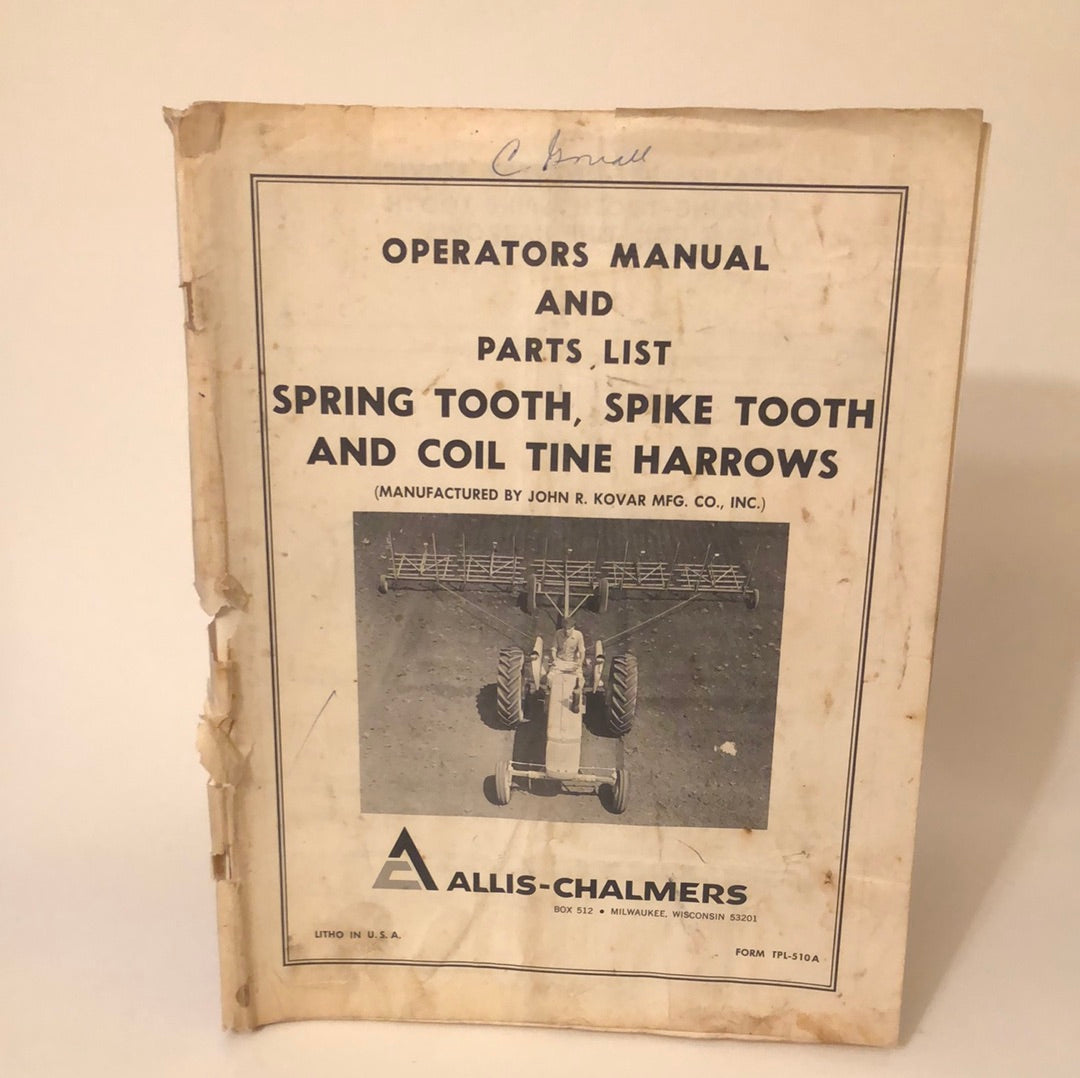 C
OPERATORS MANUAL
AND
PARTS LIST
SPRING TOOTH, SPIKE TOOTH
AND COIL TINE HARROWS
(MANUFACTURED BY JOHN R. KOVAR MFG. CO., INC.)
ALLIS-CHALMERS
BOX 512 • MILWAUKEE, WISCONSIN 53201
LITHO IN U. S. A.
FORM TPL-510A